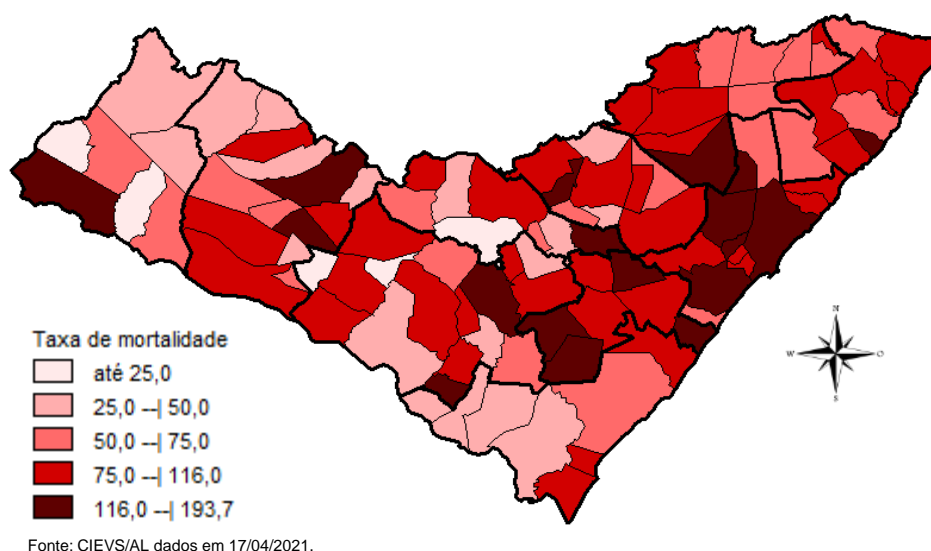 Taxa de mortalidade
até 25,0
25,0 --| 50,0
50,0 --| 75,0
75,0 --| 116,0
116,0 --| 193,7
N
W O
S
Fonte: CIEVS/AL dados em 17/04/2021.